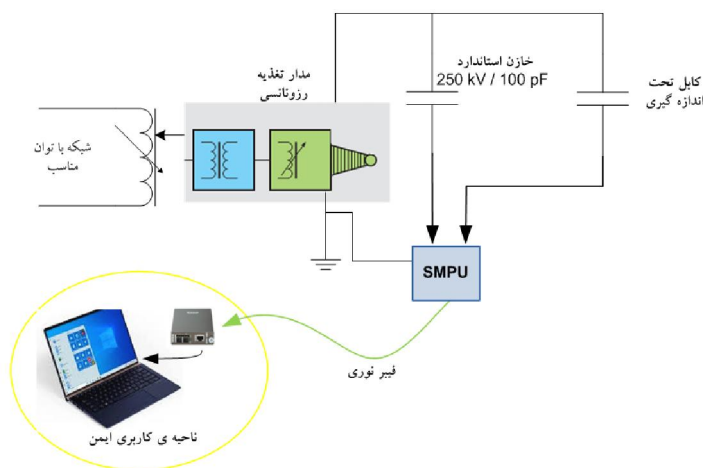 مدار تغذیه
رزونانسی
خازن استاندارد
250 kV / 100 pF
کابل تحت
اندازه گیری
شبکه با توان
مناسب
SMPU
فیبر نوری
ناحیه ی کاربری ایمن